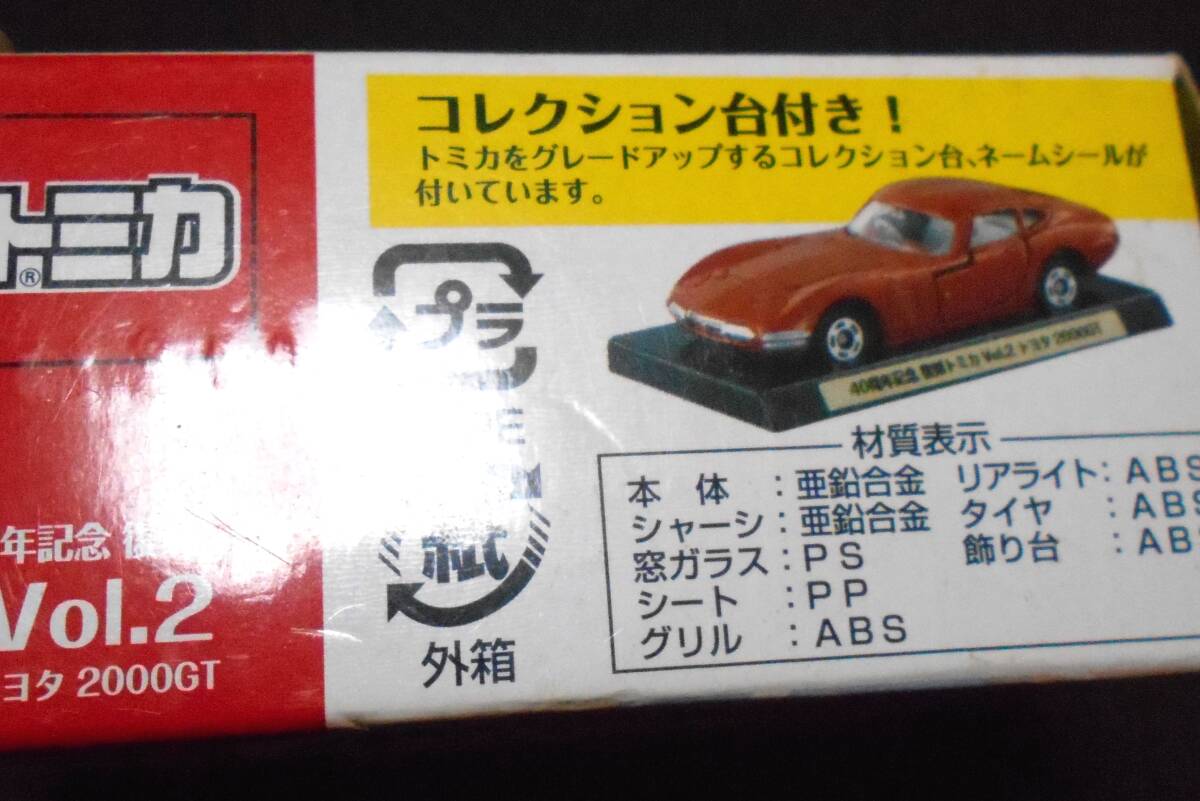 トミカ
®
年記念 復
Vol.2
ヨタ 2000GT
コレクション台付き！
トミカをグレードアップするコレクション台、ネームシールが
付いています。
プラ
紙
外箱
40周年記念 復刻トミカ Vol.2 トヨタ 2000GT
材質表示
本 体 ：亜鉛合金 リアライト：ABS
シャーシ：亜鉛合金 タイヤ ：ABS
窓ガラス：PS 飾り台 ：ABS
シート ：PP
グリル ：ABS